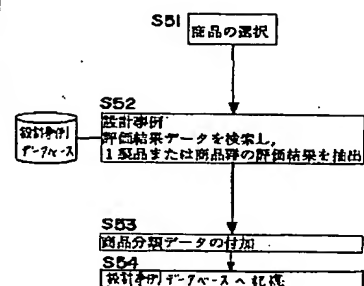 S51
商品の選択
S52
設計事例
評価結果データを検索し,
1製品または商品群の評価結果を抽出
設計事例
データベース
S53
商品分類データの付加
S54
設計事例データベースへ記憶